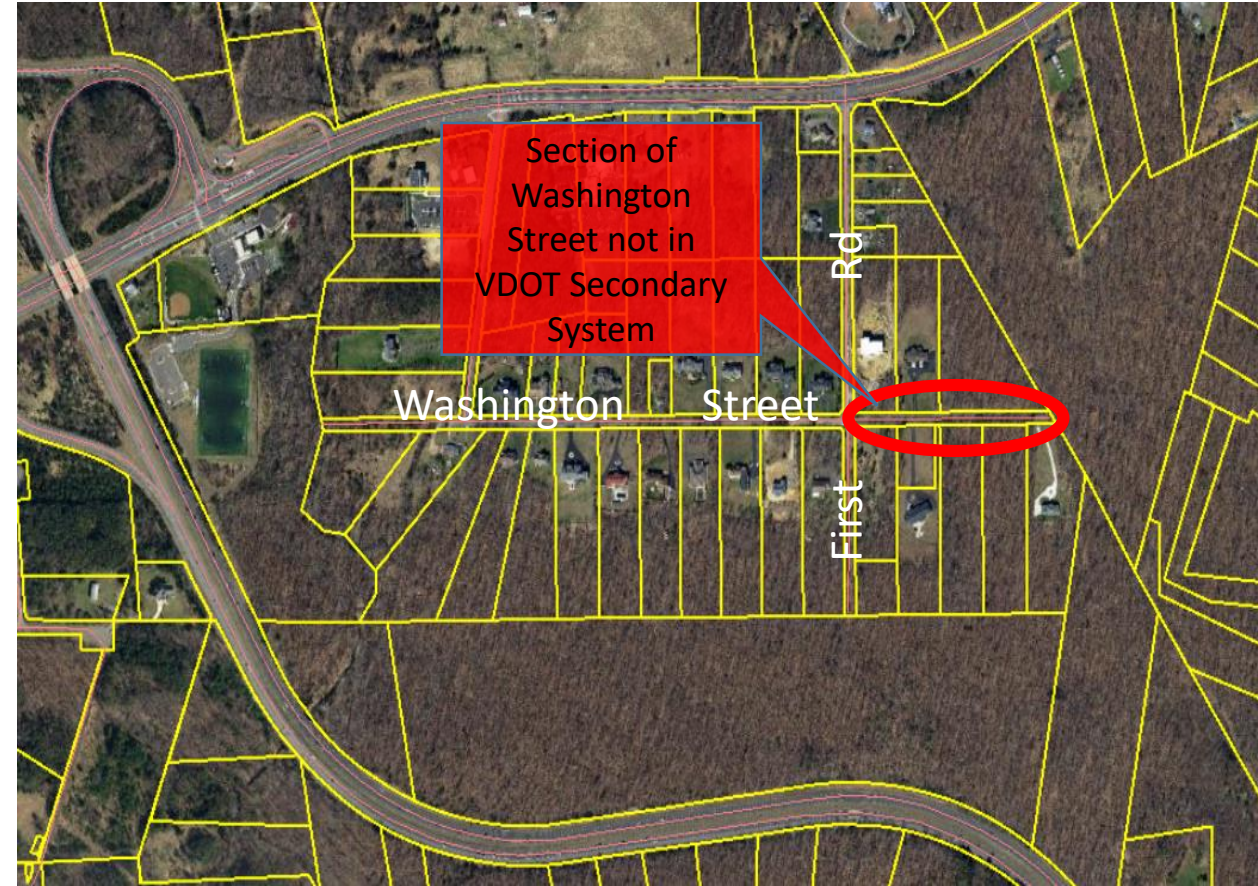 Section of
Washington
Street not in
VDOT Secondary
System
Washington Street
First Rd